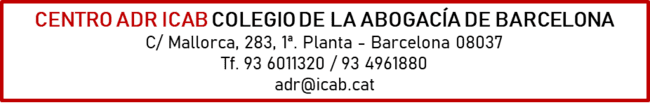 CENTRO ADR ICAB COLEGIO DE LA ABOGACÍA DE BARCELONA
C/ Mallorca, 283, 1ª. Planta - Barcelona 08037
Tf. 93 6011320 / 93 4961880
adr@icab.cat